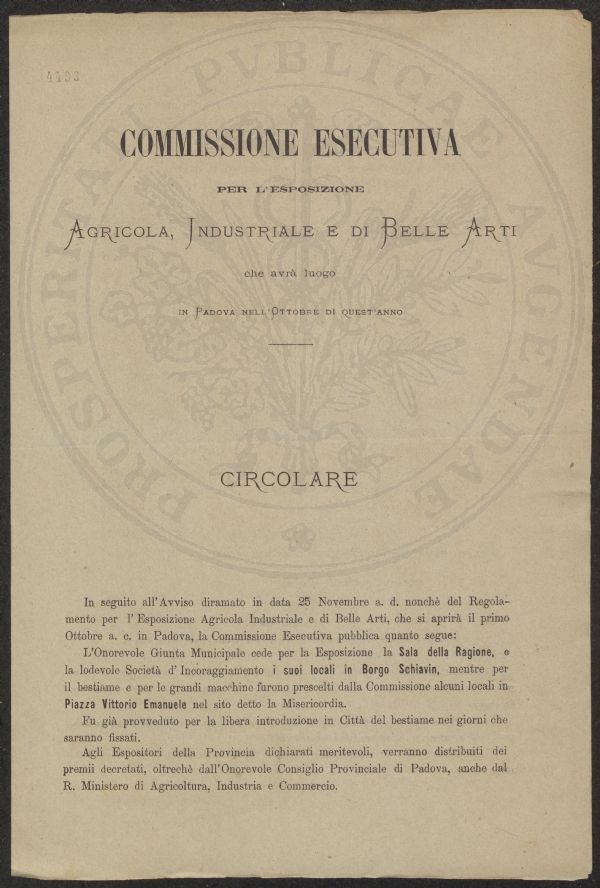 4493
PROSPERITATI PVBLICAE AVGENDAE
COMMISSIONE ESECUTIVA
PER L'ESPOSIZIONE
AGRICOLA, INDUSTRIALE E DI BELLE ARTI
che avrà luogo
IN PADOVA NELL'OTTOBRE DI QUEST'ANNO
CIRCOLARE
In seguito all'Avviso diramato in data 25 Novembre a. d. nonchè del Regola-
mento per l'Esposizione Agricola Industriale e di Belle Arti, che si aprirà il primo
Ottobre a. c. in Padova, la Commissione Esecutiva pubblica quanto segue:
L'Onorevole Giunta Municipale cede per la Esposizione la Sala della Ragione, e
la lodevole Società d'Incoraggiamento i suoi locali in Borgo Schiavin, mentre per
il bestiame e per le grandi macchine furono prescelti dalla Commissione alcuni locali in
Piazza Vittorio Emanuele nel sito detto la Misericordia.
Fu già provveduto per la libera introduzione in Città del bestiame nei giorni che
saranno fissati.
Agli Espositori della Provincia dichiarati meritevoli, verranno distribuiti dei
premii decretati, oltrechè dall'Onorevole Consiglio Provinciale di Padova, anche dal
R. Ministero di Agricoltura, Industria e Commercio.